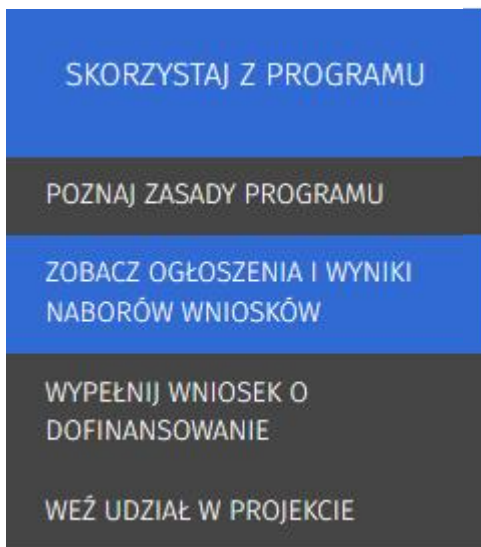 SKORZYSTAJ Z PROGRAMU
POZNAJ ZASADY PROGRAMU
ZOBACZ OGŁOSZENIA I WYNIKI
NABORÓW WNIOSKÓW
WYPEŁNIJ WNIOSEK O
DOFINANSOWANIE
WEŹ UDZIAŁ W PROJEKCIE